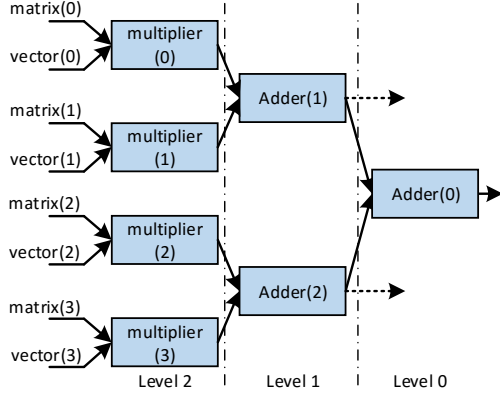 matrix(0)
vector(0)
multiplier
(0)
matrix(1)
vector(1)
multiplier
(1)
matrix(2)
vector(2)
multiplier
(2)
matrix(3)
vector(3)
multiplier
(3)
Adder(1)
Adder(2)
Adder(0)
Level 2
Level 1
Level 0